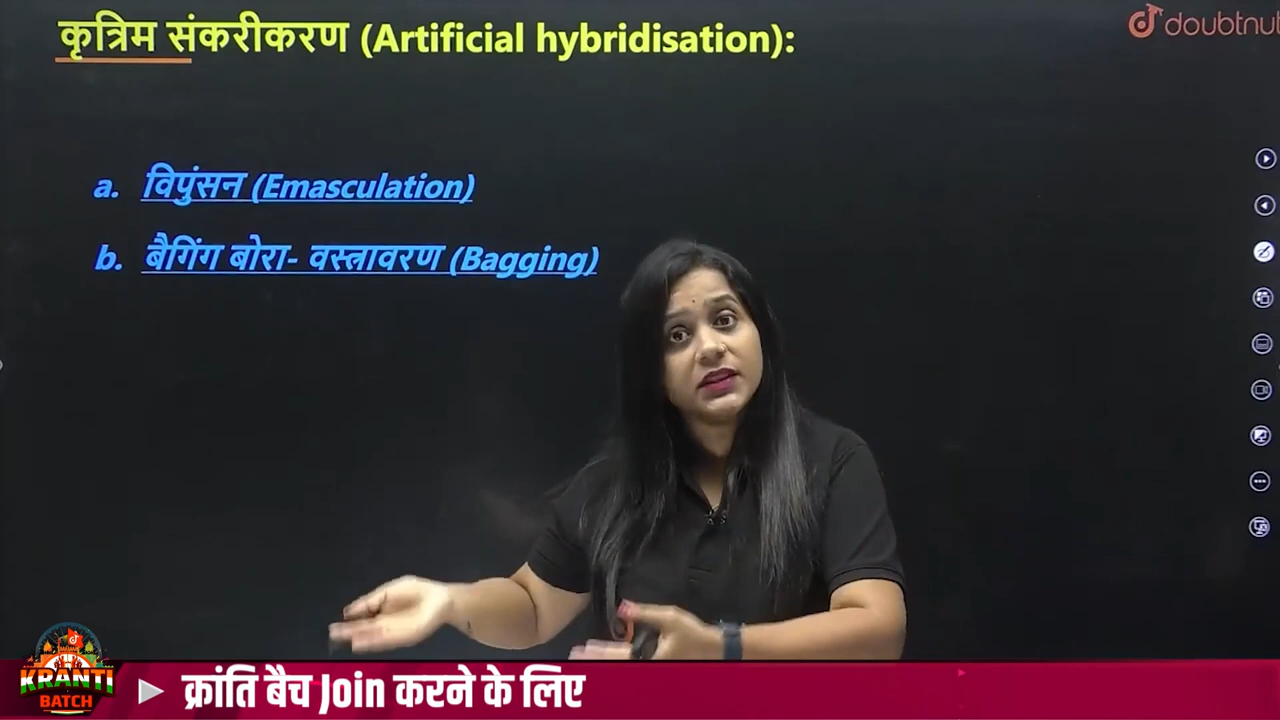 कृत्रिम संकरीकरण (Artificial hybridisation):
doubtnut
a. विपुंसन (Emasculation)
b. बैगिंग बोरा- वस्त्रावरण (Bagging)
KRANTI
BATCH
क्रांति बैच Join करने के लिए